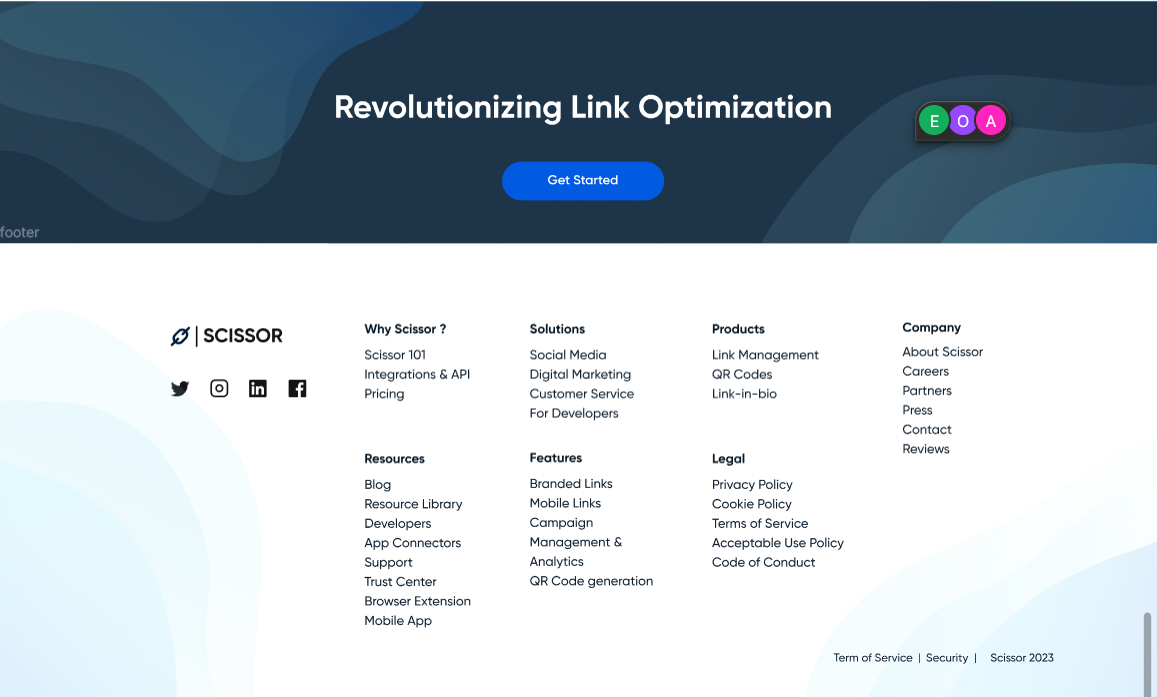 Revolutionizing Link Optimization
E O A
Get Started
footer
| SCISSOR
Why Scissor ?
Scissor 101
Integrations & API
Pricing
Solutions
Social Media
Digital Marketing
Customer Service
For Developers
Products
Link Management
QR Codes
Link-in-bio
Company
About Scissor
Careers
Partners
Press
Contact
Reviews
Resources
Blog
Resource Library
Developers
App Connectors
Support
Trust Center
Browser Extension
Mobile App
Features
Branded Links
Mobile Links
Campaign
Management &
Analytics
QR Code generation
Legal
Privacy Policy
Cookie Policy
Terms of Service
Acceptable Use Policy
Code of Conduct
Term of Service | Security | Scissor 2023